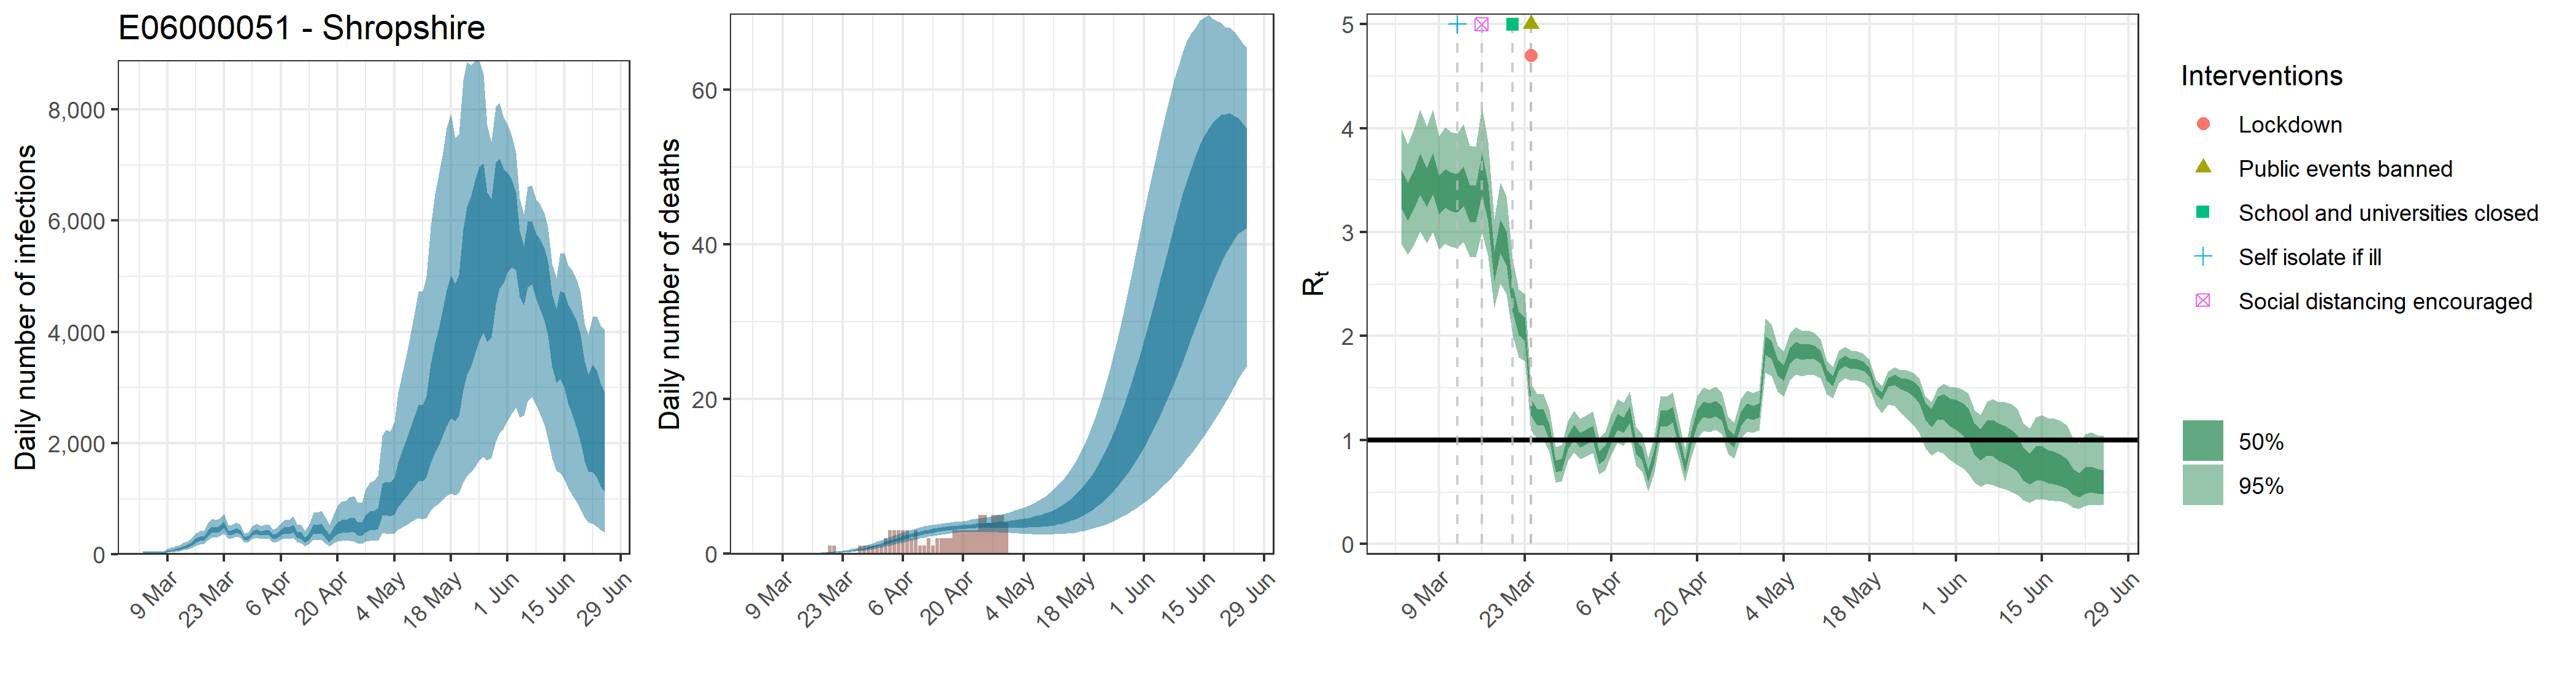 E06000051 - Shropshire
Daily number of infections
8,000
6,000
4,000
2,000
0
9 Mar
23 Mar
6 Apr
20 Apr
4 May
18 May
1 Jun
15 Jun
29 Jun
Daily number of deaths
60
40
20
0
9 Mar
23 Mar
6 Apr
20 Apr
4 May
18 May
1 Jun
15 Jun
29 Jun
Rt
5
4
3
2
1
0
9 Mar
23 Mar
6 Apr
20 Apr
4 May
18 May
1 Jun
15 Jun
29 Jun
Interventions
Lockdown
Public events banned
School and universities closed
Self isolate if ill
Social distancing encouraged
50%
95%